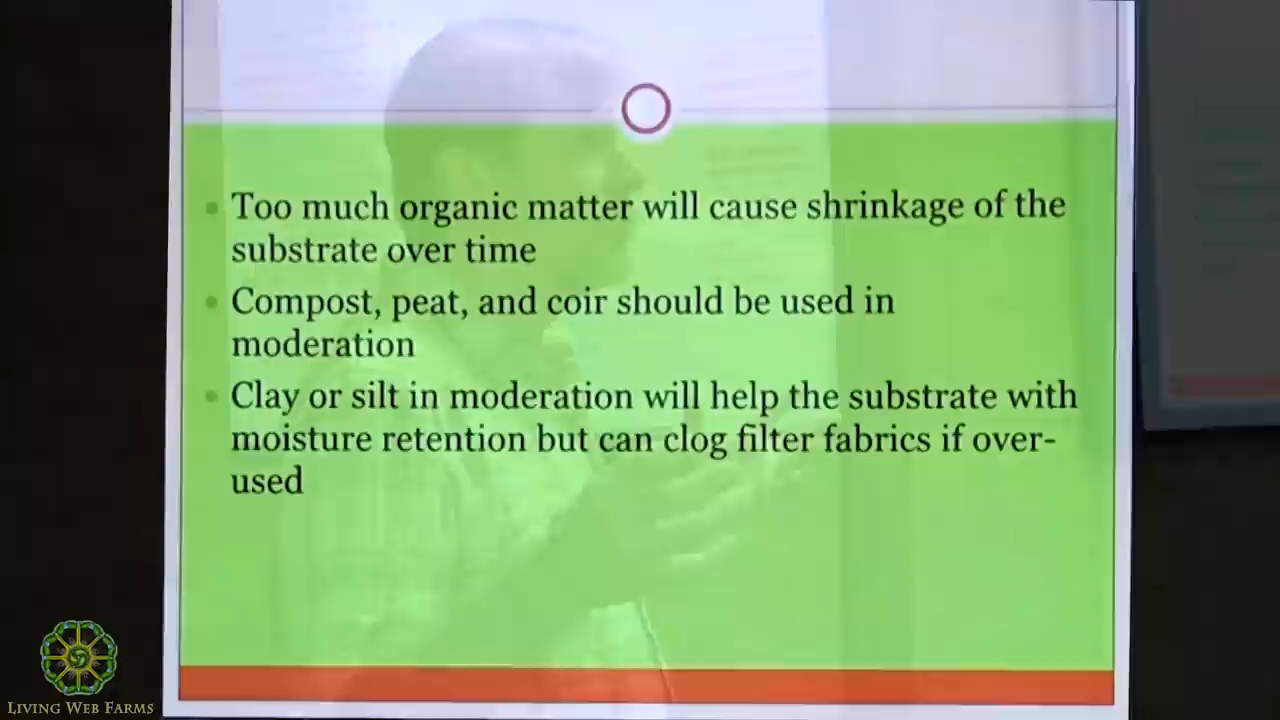 Too much organic matter will cause shrinkage of the
substrate over time
Compost, peat, and coir should be used in
moderation
Clay or silt in moderation will help the substrate with
moisture retention but can clog filter fabrics if over-
used
LIVING WEB FARMS